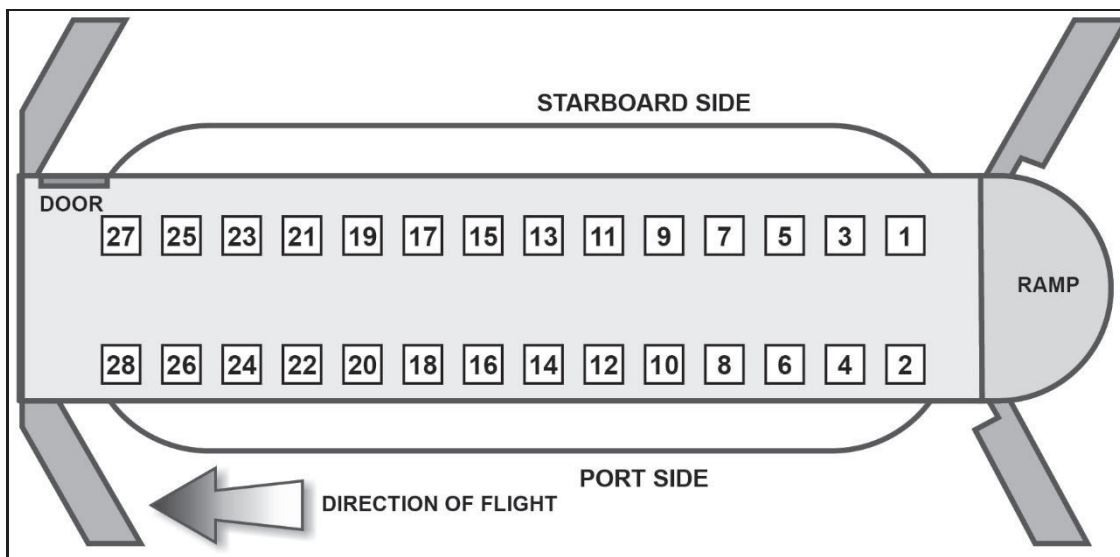 STARBOARD SIDE
DOOR
27 25 23 21 19 17 15 13 11 9 7 5 3 1
RAMP
28 26 24 22 20 18 16 14 12 10 8 6 4 2
PORT SIDE
DIRECTION OF FLIGHT